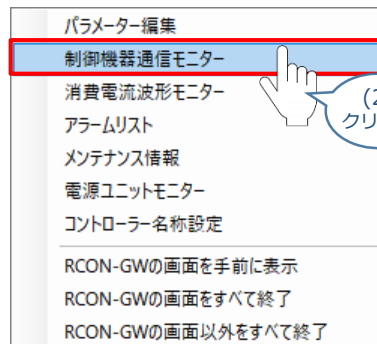 パラメーター編集
制御機器通信モニター
消費電流波形モニター
アラームリスト
メンテナンス情報
電源ユニットモニター
コントローラー名称設定
RCON-GWの画面を手前に表示
RCON-GWの画面をすべて終了
RCON-GWの画面以外をすべて終了
(2
クリ